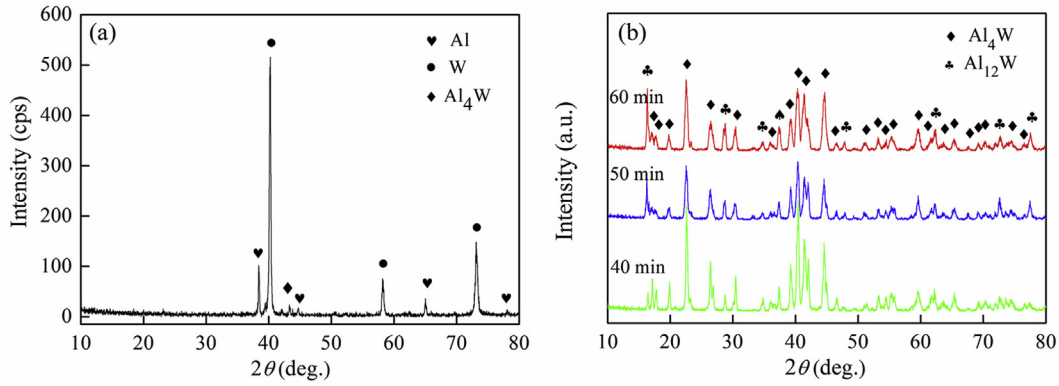 (a)
600
500
400
300
200
100
0
Intensity (cps)
♥ Al
● W
♦ Al₄W
10 20 30 40 50 60 70 80
2θ (deg.)
(b)
♦ Al₄W
♣ Al₁₂W
60 min
50 min
40 min
Intensity (a.u.)
10 20 30 40 50 60 70 80
2θ (deg.)